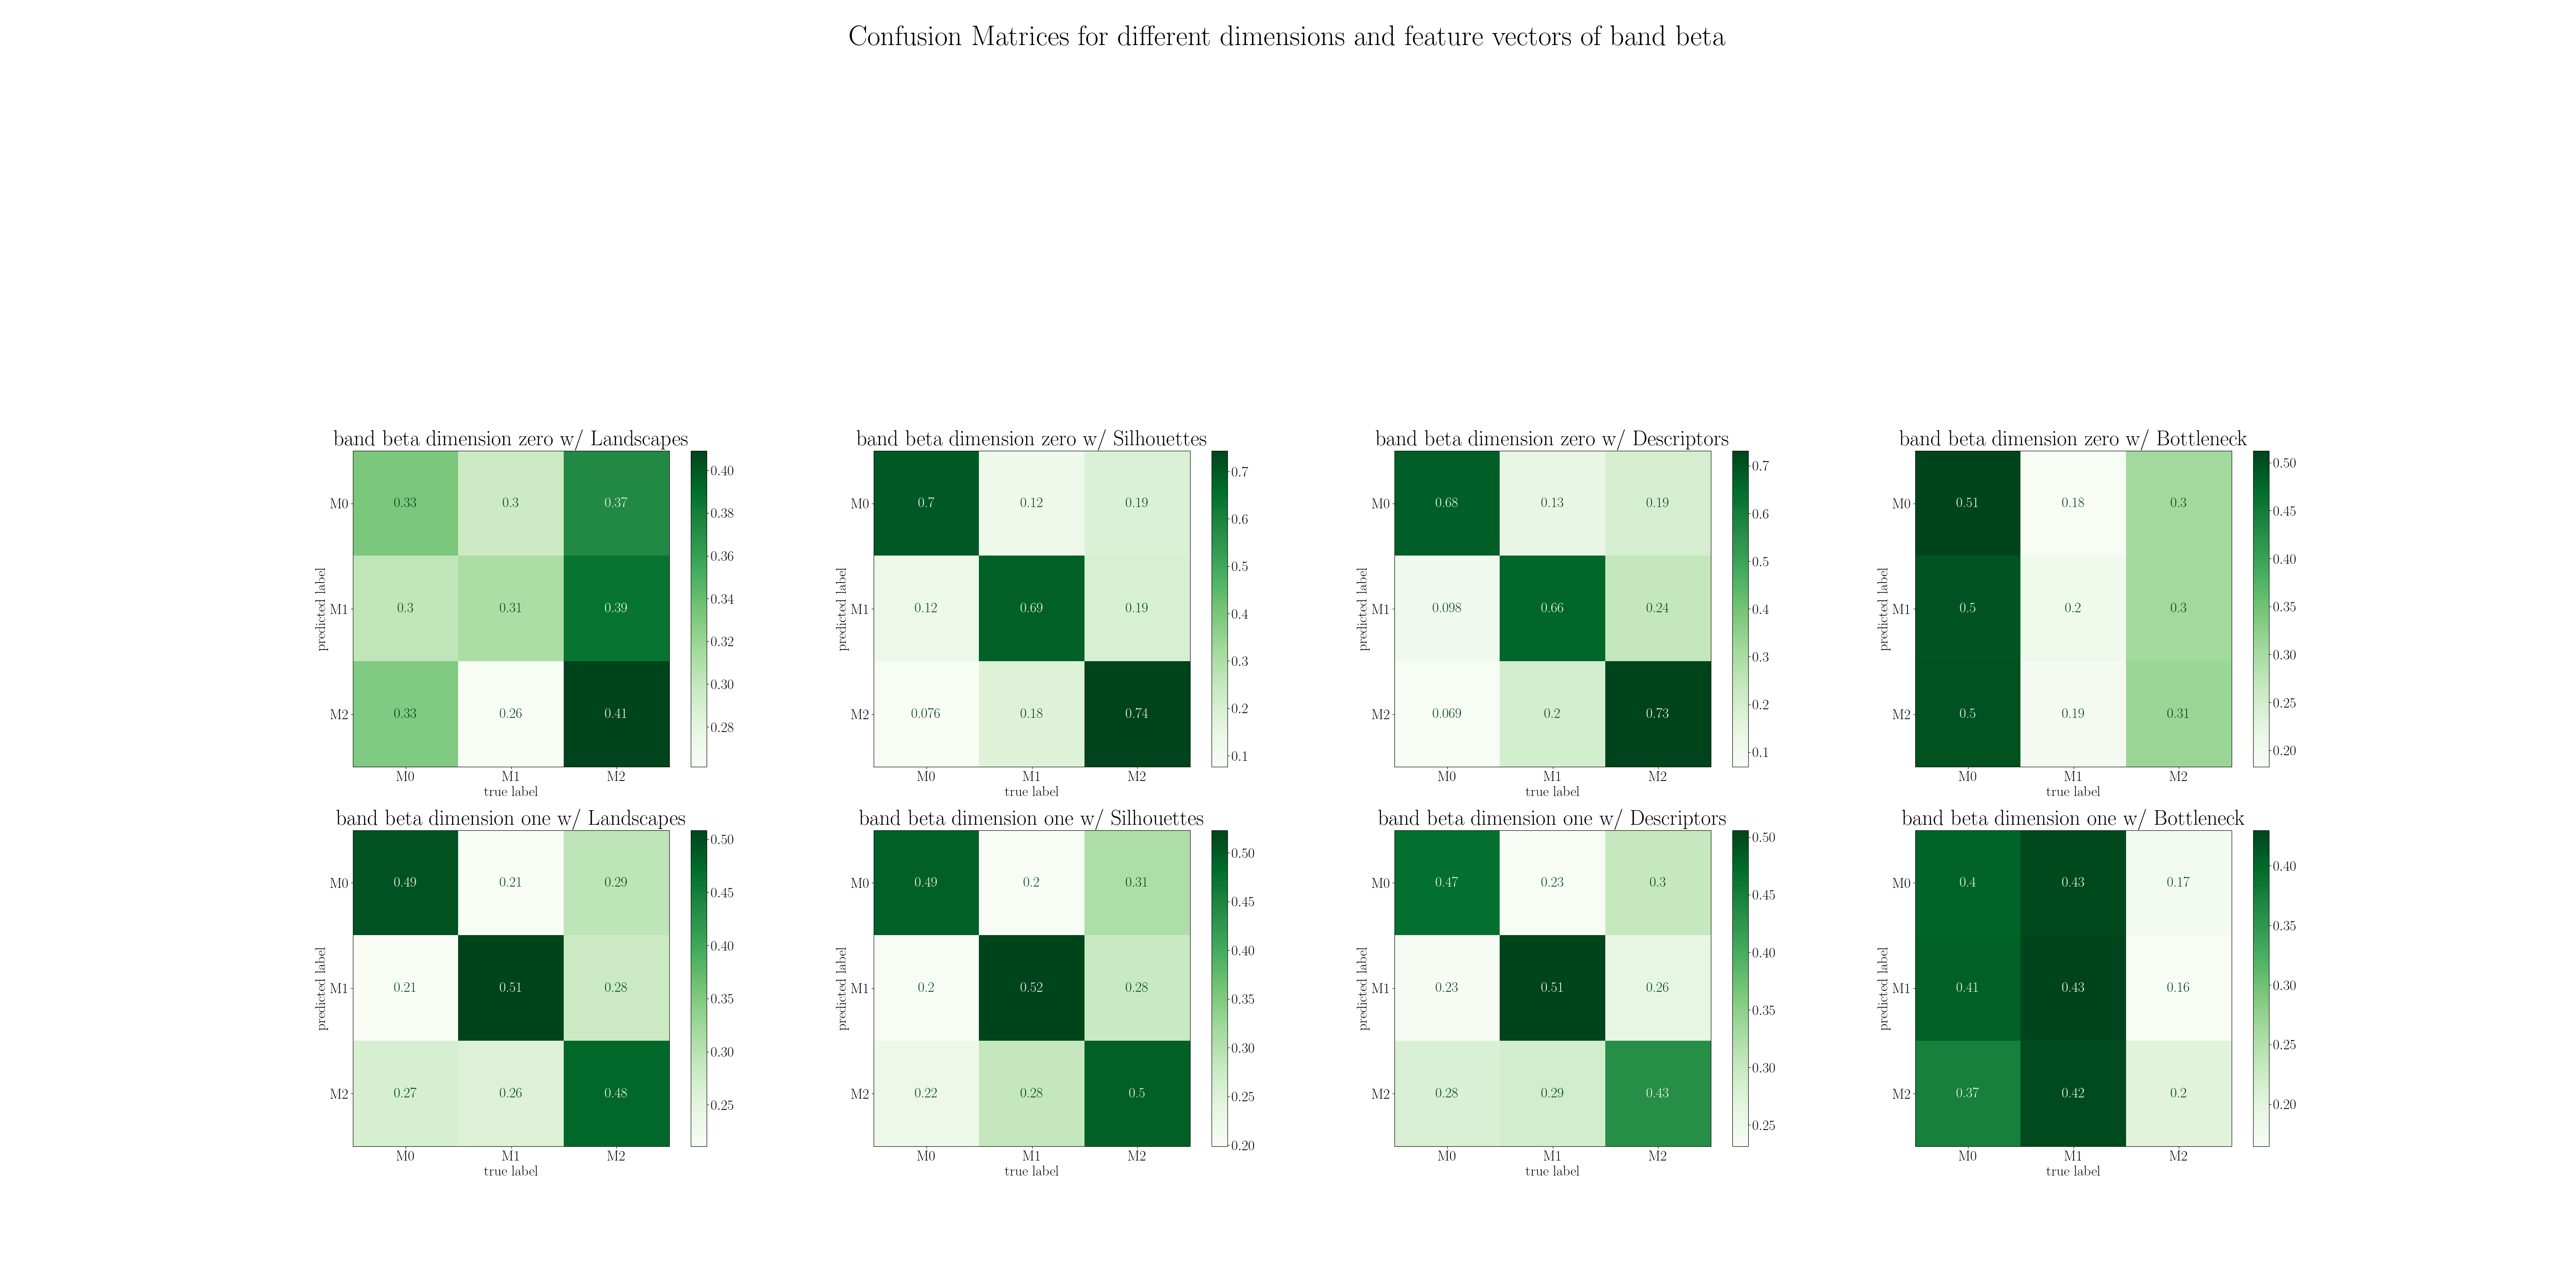 Confusion Matrices for different dimensions and feature vectors of band beta
band beta dimension zero w/ Landscapes
predicted label
M0 0.33 0.3 0.37
M1 0.3 0.31 0.39
M2 0.33 0.26 0.41
M0 M1 M2
true label
0.40
0.38
0.36
0.34
0.32
0.30
0.28
band beta dimension zero w/ Silhouettes
predicted label
M0 0.7 0.12 0.19
M1 0.12 0.69 0.19
M2 0.076 0.18 0.74
M0 M1 M2
true label
0.7
0.6
0.5
0.4
0.3
0.2
0.1
band beta dimension zero w/ Descriptors
predicted label
M0 0.68 0.13 0.19
M1 0.098 0.66 0.24
M2 0.069 0.2 0.73
M0 M1 M2
true label
0.7
0.6
0.5
0.4
0.3
0.2
0.1
band beta dimension zero w/ Bottleneck
predicted label
M0 0.51 0.18 0.3
M1 0.5 0.2 0.3
M2 0.5 0.19 0.31
M0 M1 M2
true label
0.50
0.45
0.40
0.35
0.30
0.25
0.20
band beta dimension one w/ Landscapes
predicted label
M0 0.49 0.21 0.29
M1 0.21 0.51 0.28
M2 0.27 0.26 0.48
M0 M1 M2
true label
0.50
0.45
0.40
0.35
0.30
0.25
band beta dimension one w/ Silhouettes
predicted label
M0 0.49 0.2 0.31
M1 0.2 0.52 0.28
M2 0.22 0.28 0.5
M0 M1 M2
true label
0.50
0.45
0.40
0.35
0.30
0.25
0.20
band beta dimension one w/ Descriptors
predicted label
M0 0.47 0.23 0.3
M1 0.23 0.51 0.26
M2 0.28 0.29 0.43
M0 M1 M2
true label
0.50
0.45
0.40
0.35
0.30
0.25
band beta dimension one w/ Bottleneck
predicted label
M0 0.4 0.43 0.17
M1 0.41 0.43 0.16
M2 0.37 0.42 0.2
M0 M1 M2
true label
0.40
0.35
0.30
0.25
0.20